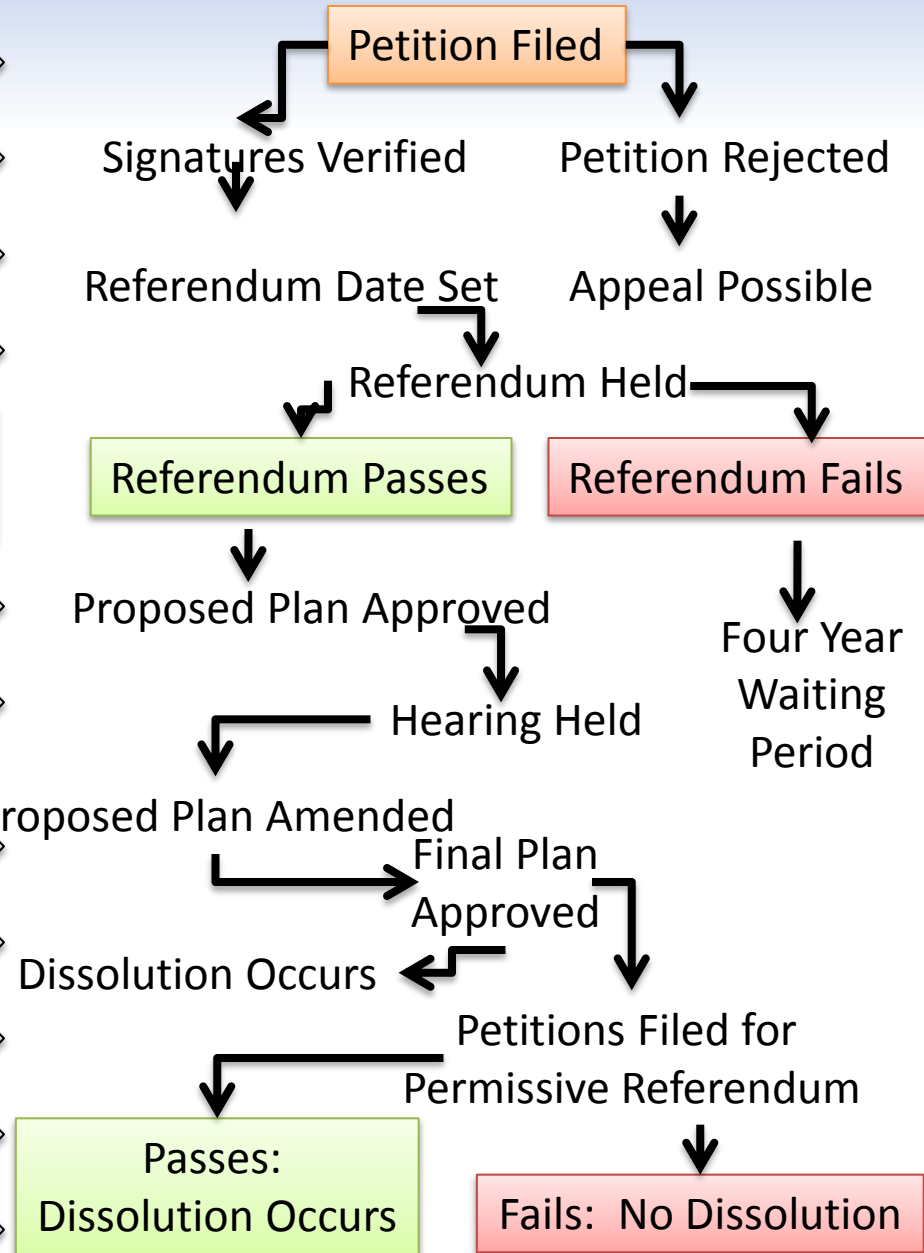 Petition Filed
Signatures Verified
Petition Rejected
Referendum Date Set
Appeal Possible
Referendum Held
Referendum Passes
Referendum Fails
Proposed Plan Approved
Four Year
Waiting
Period
Hearing Held
roposed Plan Amended
Final Plan
Approved
Dissolution Occurs
Petitions Filed for
Permissive Referendum
Passes:
Dissolution Occurs
Fails: No Dissolution